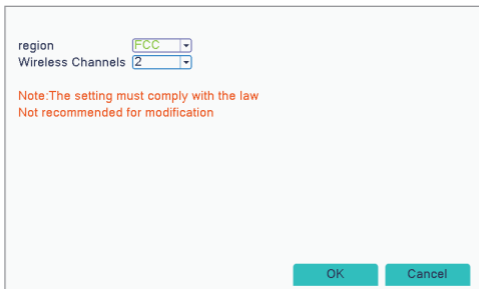 region FCC
Wireless Channels 2
Note:The setting must comply with the law
Not recommended for modification
OK Cancel